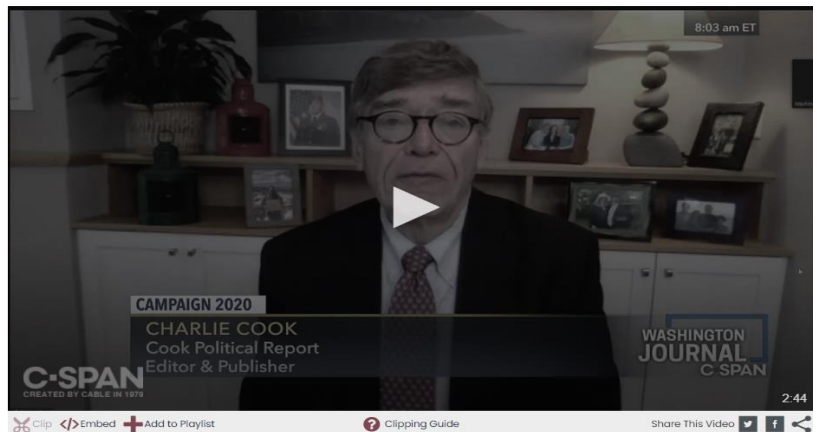 8:03 am ET
CAMPAIGN 2020
CHARLIE COOK
Cook Political Report
Editor & Publisher
WASHINGTON
JOURNAL
C SPAN
C-SPAN
CREATED BY CABLE IN 1979
2:44
Clip </>Embed Add to Playlist ? Clipping Guide Share This Video